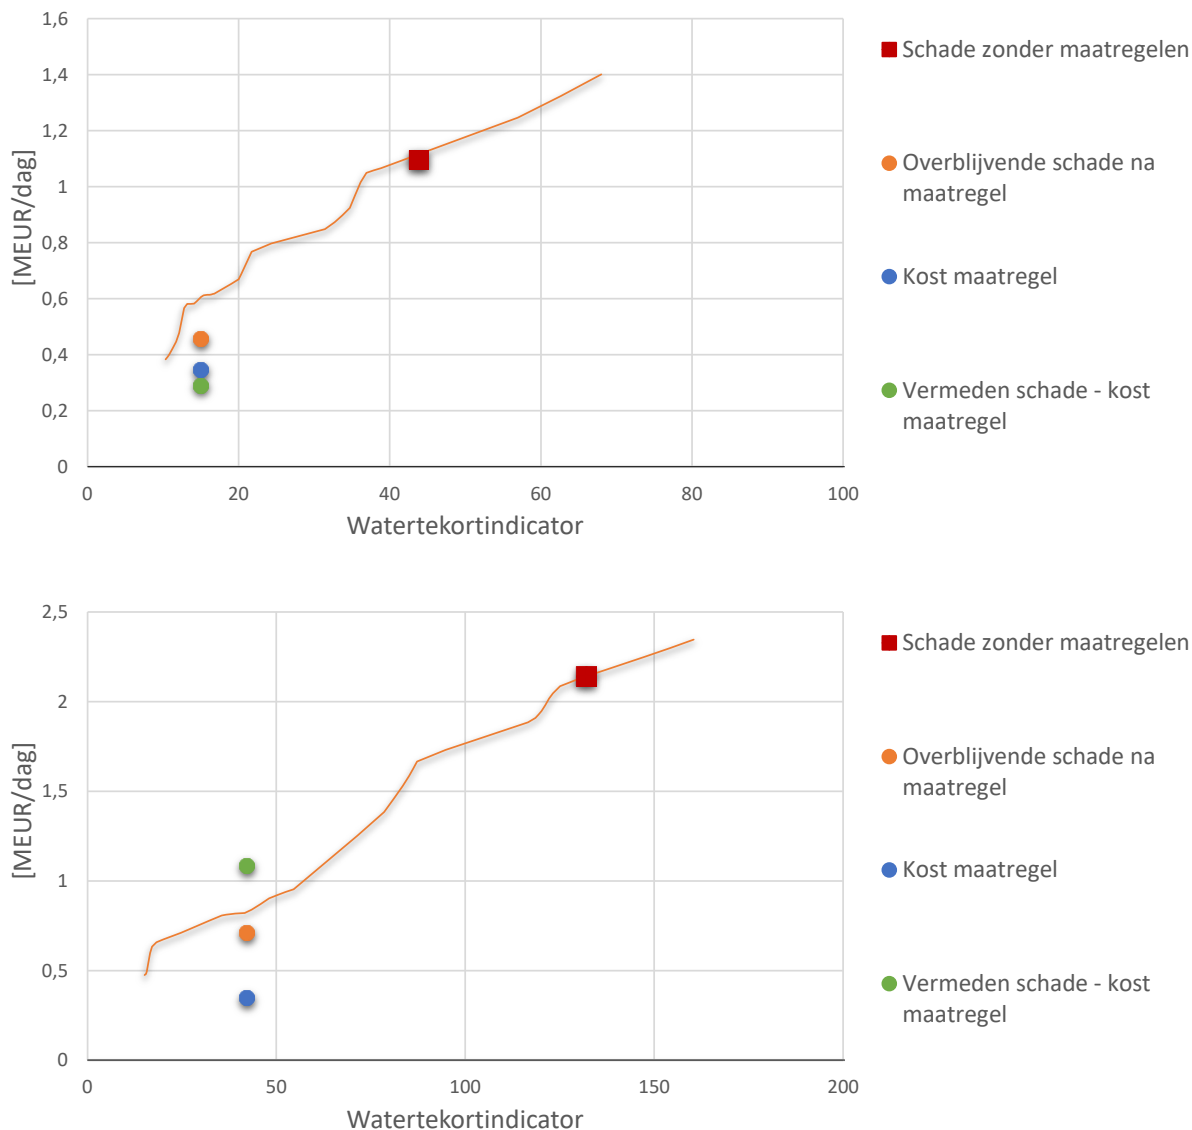 1,6
1,4
1,2
1
0,8
0,6
0,4
0,2
0
[MEUR/dag]
0 20 40 60 80 100
Watertekortindicator
Schade zonder maatregelen
Overblijvende schade na
maatregel
Kost maatregel
Vermeden schade - kost
maatregel
2,5
2
1,5
1
0,5
0
[MEUR/dag]
0 50 100 150 200
Watertekortindicator
Schade zonder maatregelen
Overblijvende schade na
maatregel
Kost maatregel
Vermeden schade - kost
maatregel